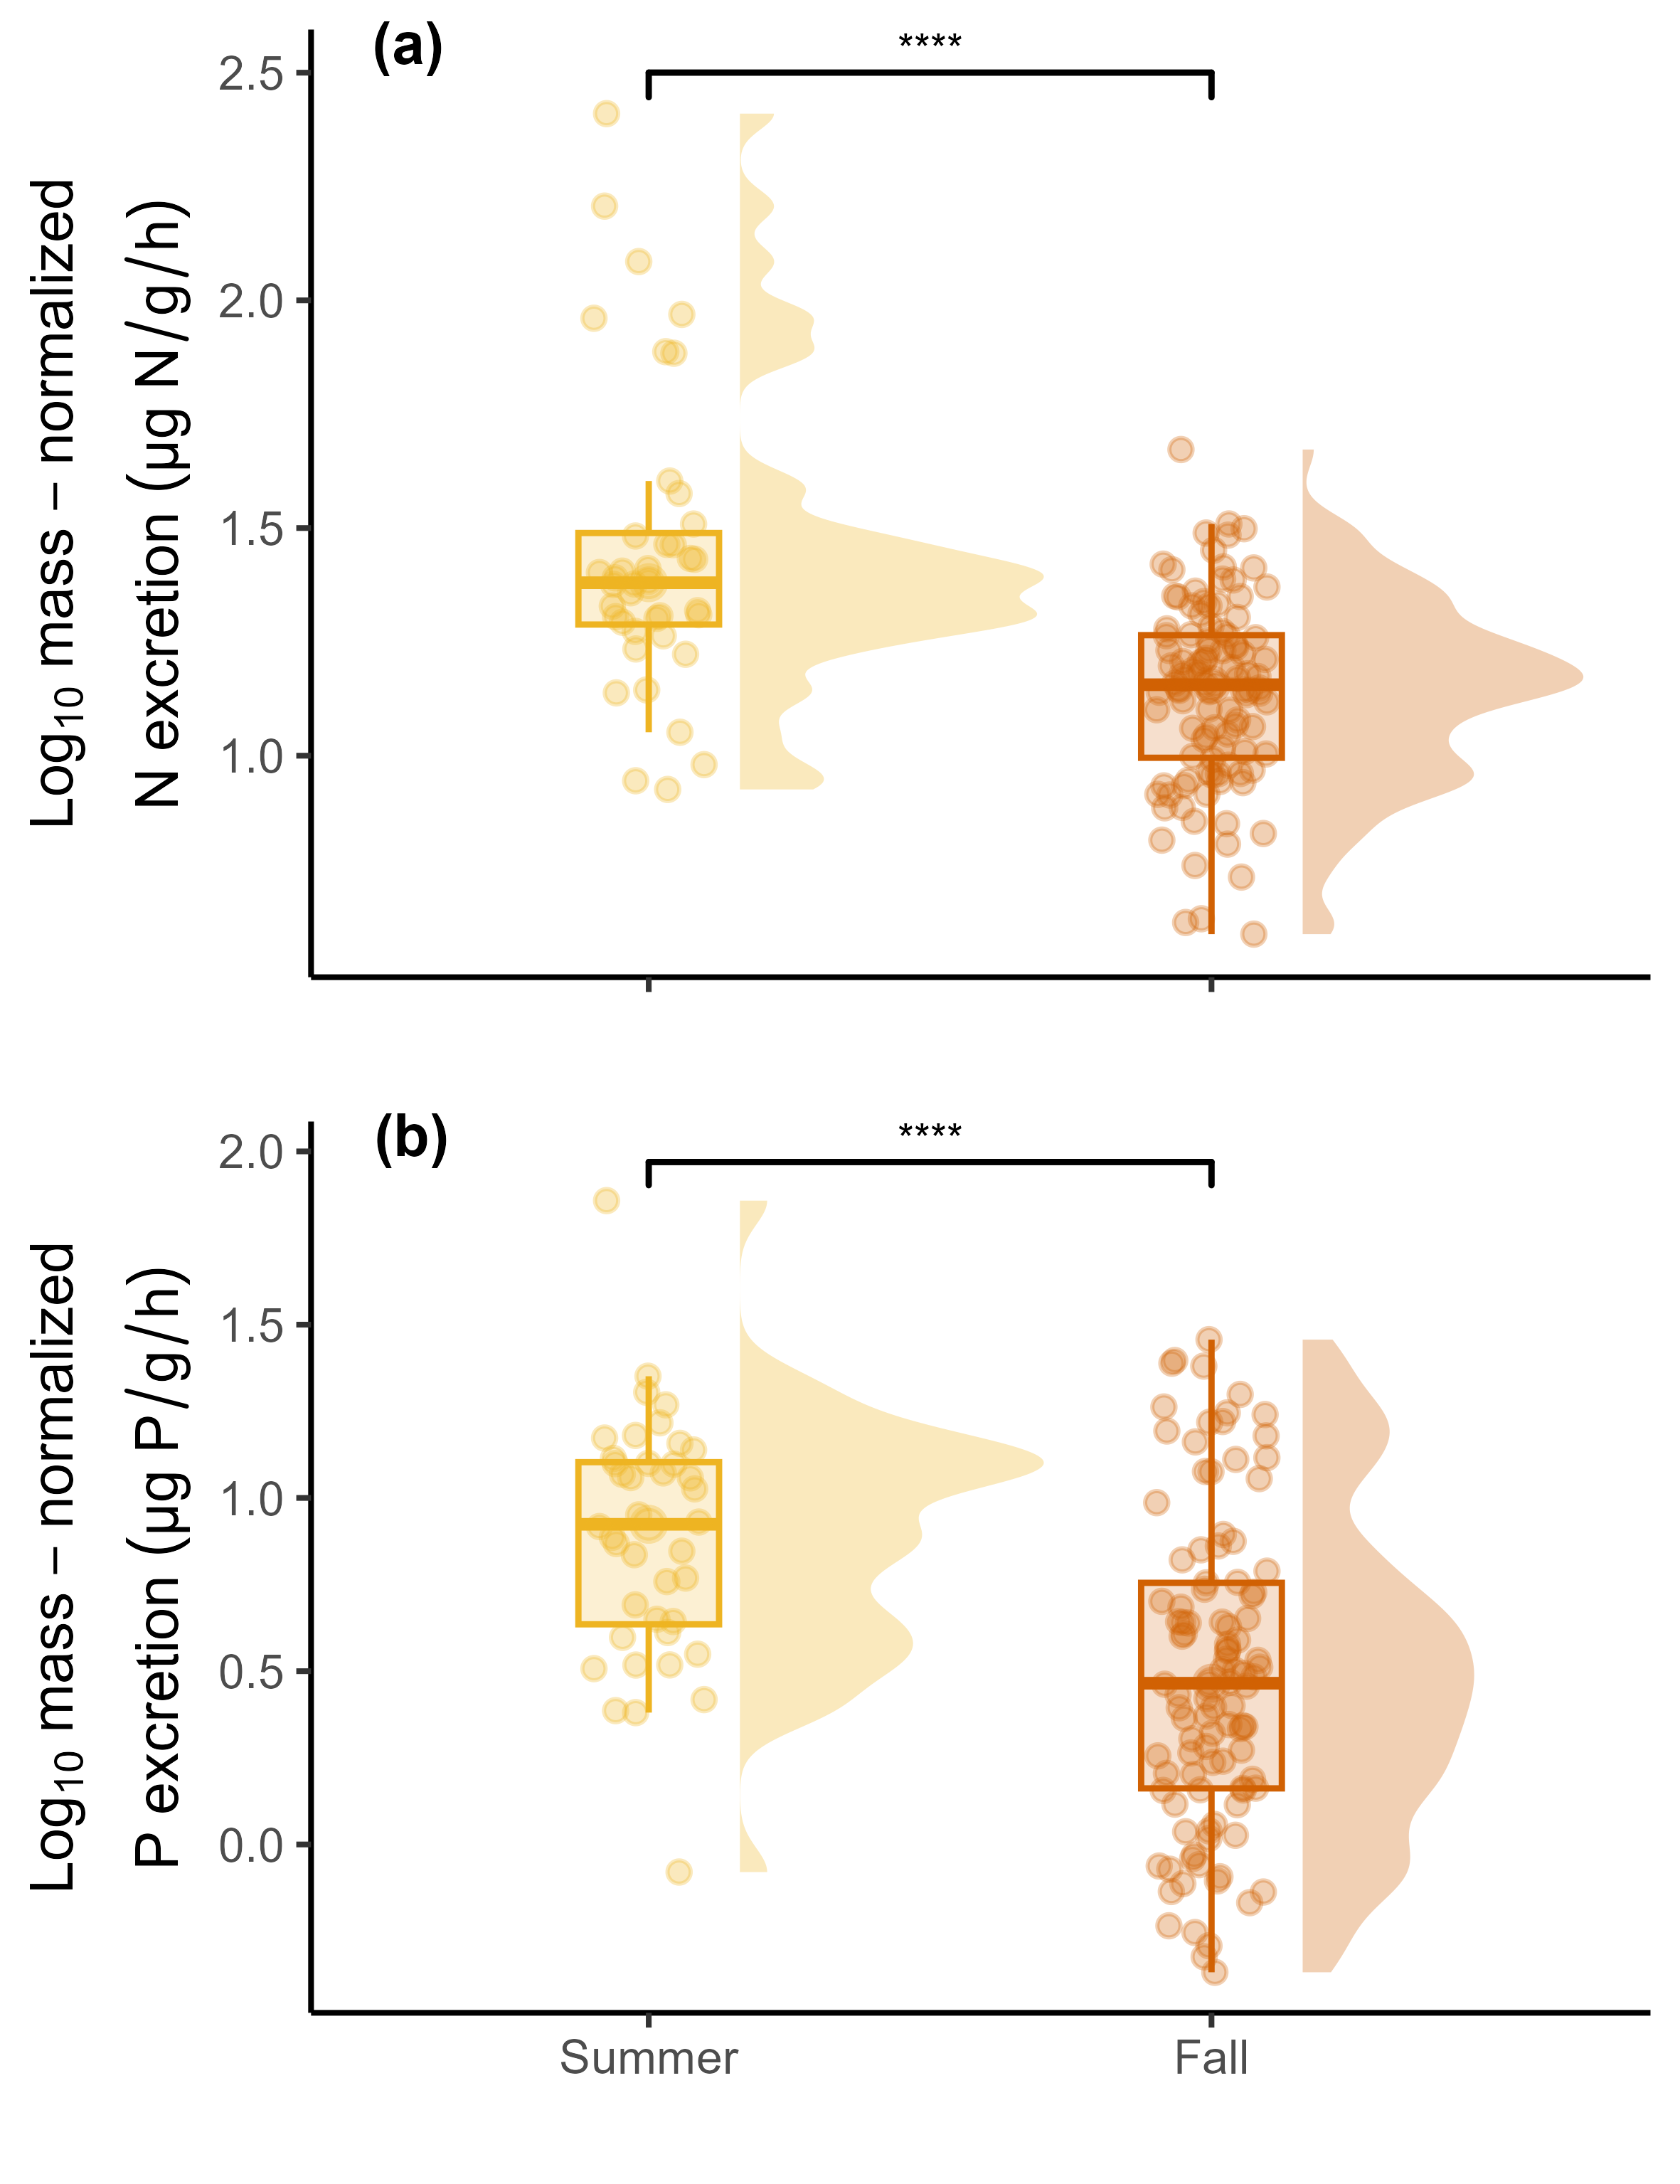 (a)
****
Log10 mass – normalized
N excretion (μg N/g/h)
2.5
2.0
1.5
1.0
(b)
****
Log10 mass – normalized
P excretion (μg P/g/h)
2.0
1.5
1.0
0.5
0.0
Summer Fall